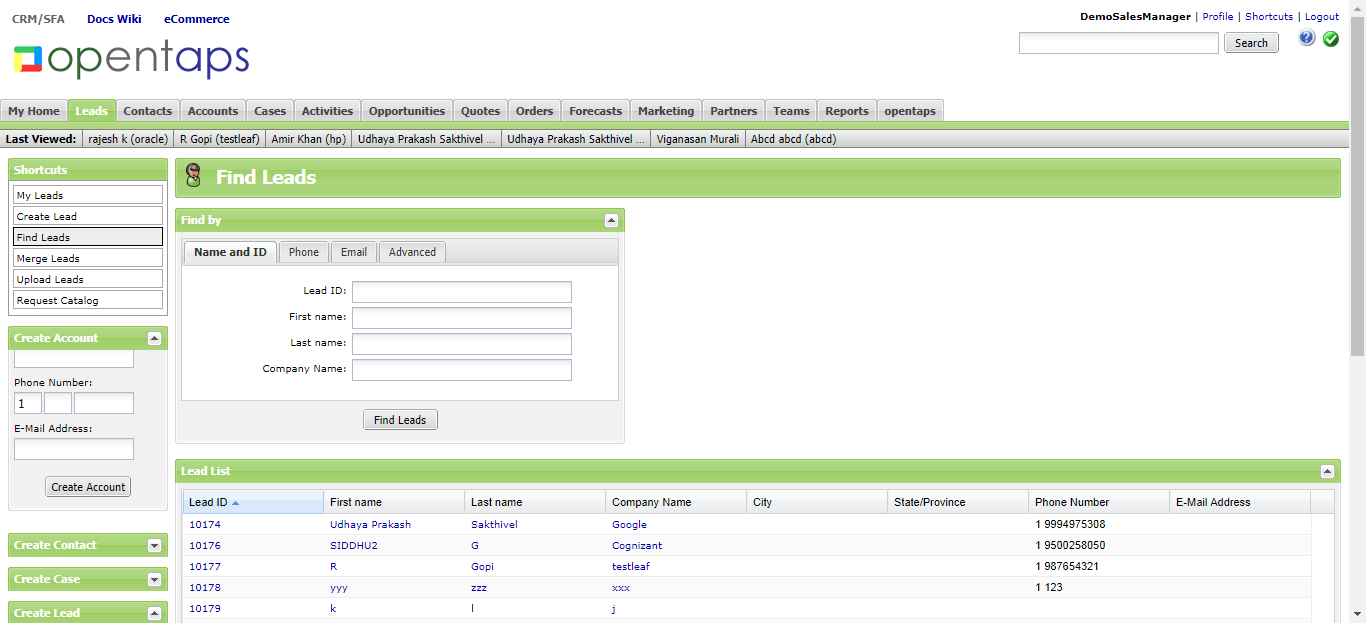 CRM/SFA Docs Wiki eCommerce
DemoSalesManager | Profile | Shortcuts | Logout
opentaps
Search
My Home Leads Contacts Accounts Cases Activities Opportunities Quotes Orders Forecasts Marketing Partners Teams Reports opentaps
Last Viewed: rajesh k (oracle) R Gopi (testleaf) Amir Khan (hp) Udhaya Prakash Sakthivel ... Udhaya Prakash Sakthivel ... Viganasan Murali Abcd abcd (abcd)
Shortcuts
My Leads
Create Lead
Find Leads
Merge Leads
Upload Leads
Request Catalog
Create Account
Phone Number:
1
E-Mail Address:
Create Account
Create Contact
Create Case
Create Lead
Find Leads
Find by
Name and ID Phone Email Advanced
Lead ID:
First name:
Last name:
Company Name:
Find Leads
Lead List
Lead ID First name Last name Company Name City State/Province Phone Number E-Mail Address
10174 Udhaya Prakash Sakthivel Google 1 9994975308
10176 SIDDHU2 G Cognizant 1 9500258050
10177 R Gopi testleaf 1 987654321
10178 yyy zzz xxx 1 123
10179 k l j